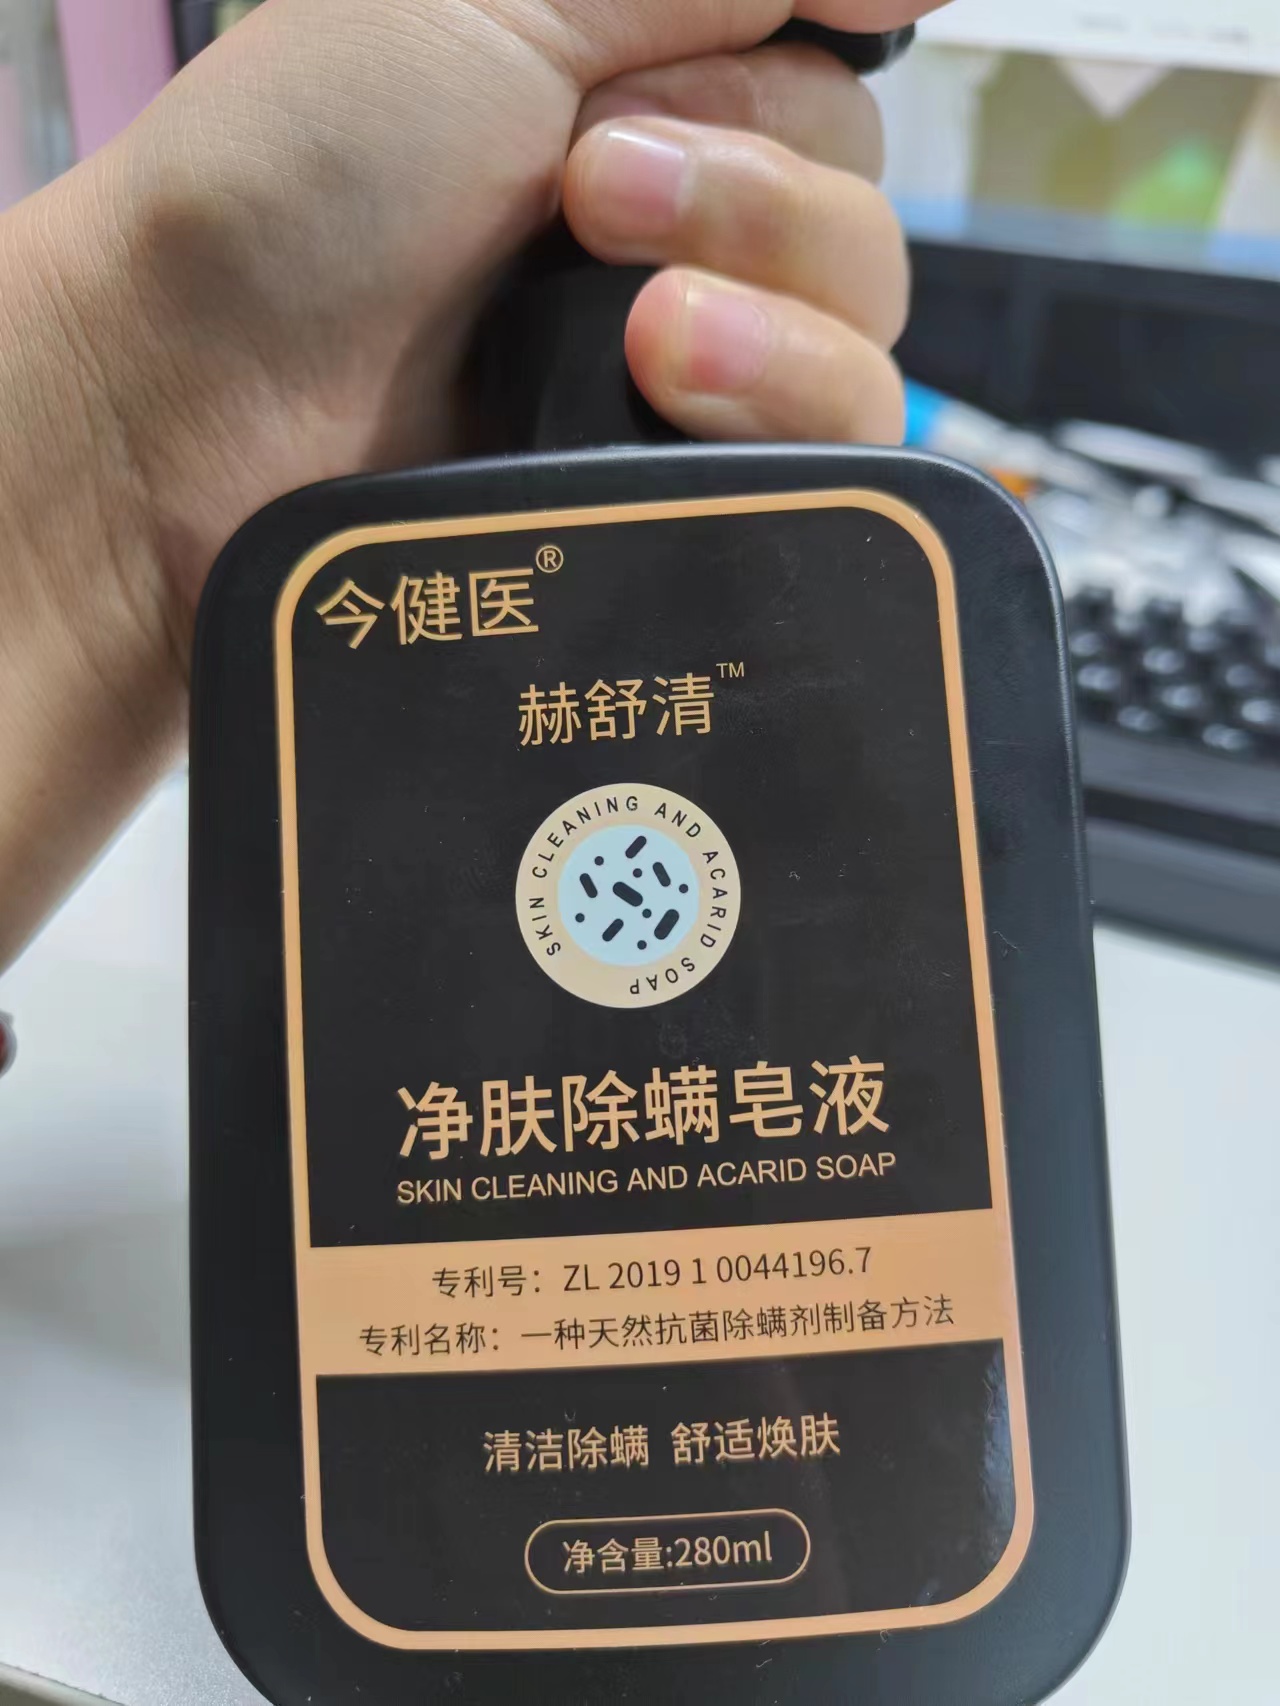 今健医®
赫舒清™
SKIN CLEANING AND ACARID SOAP
净肤除螨皂液
SKIN CLEANING AND ACARID SOAP
专利号：ZL 2019 1 0044196.7
专利名称：一种天然抗菌除螨剂制备方法
清洁除螨 舒适焕肤
净含量:280ml